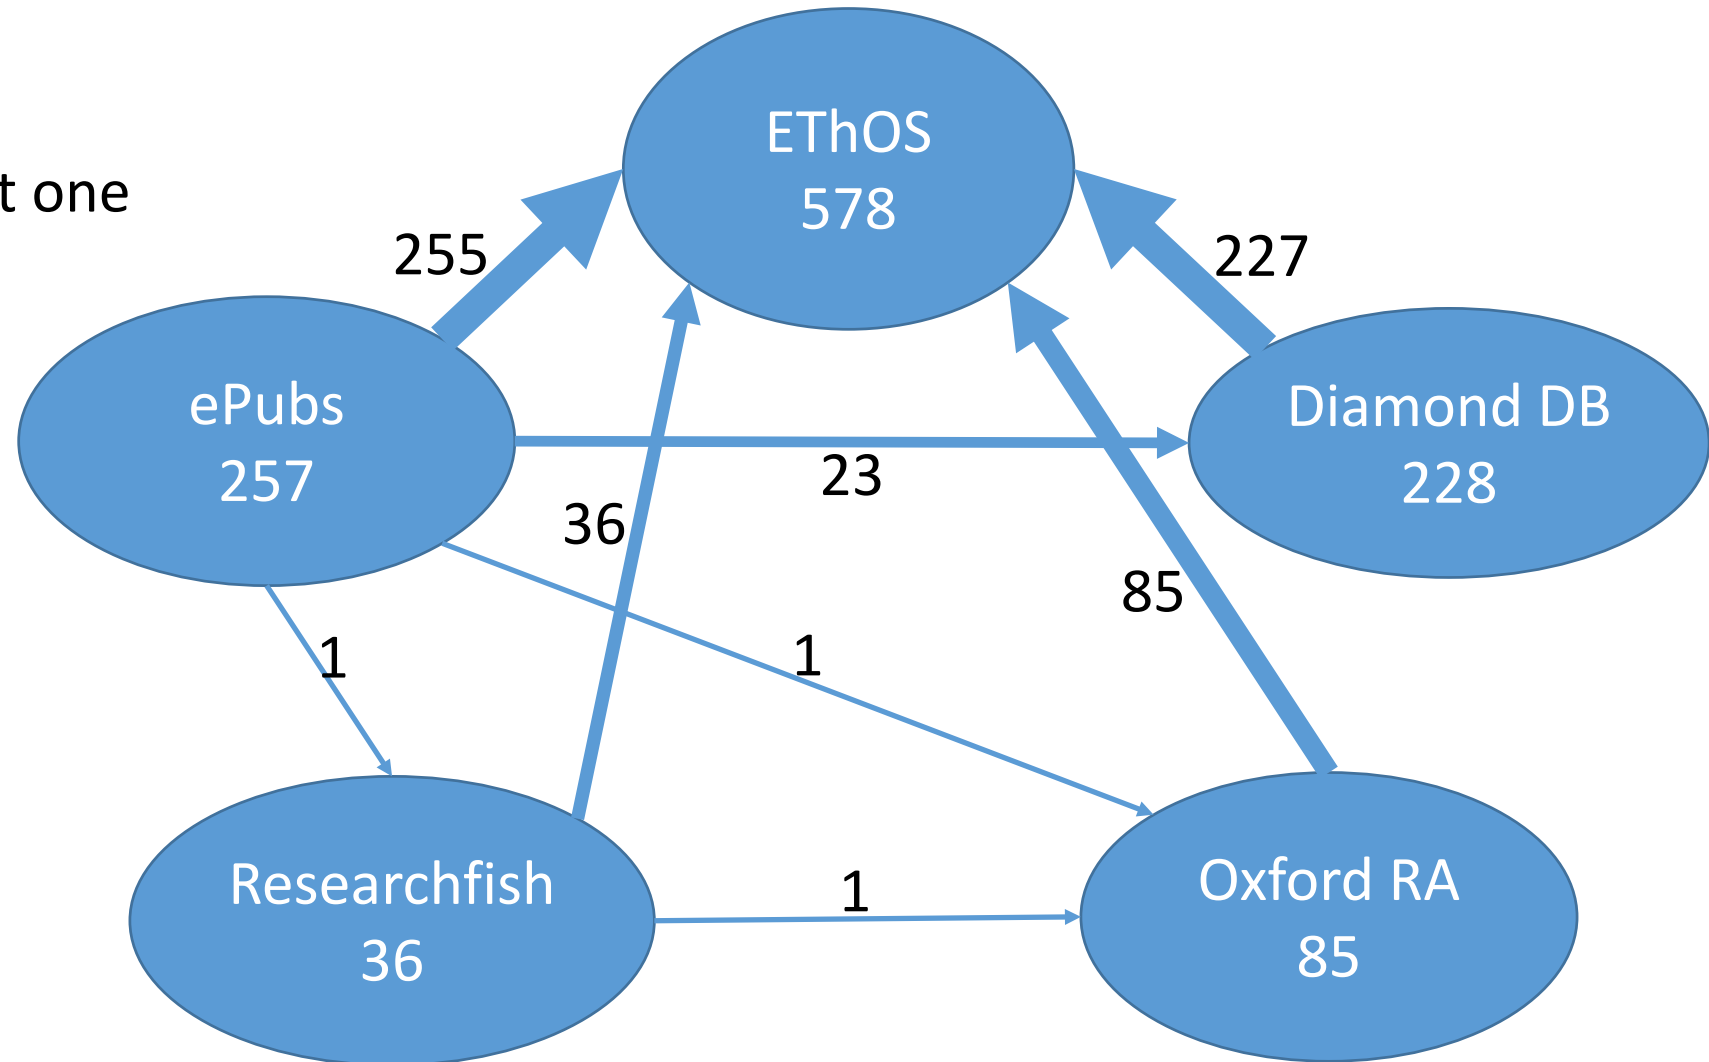 EThOS
578
t one
255
227
ePubs
257
Diamond DB
228
23
36
85
1
1
Researchfish
36
1
Oxford RA
85